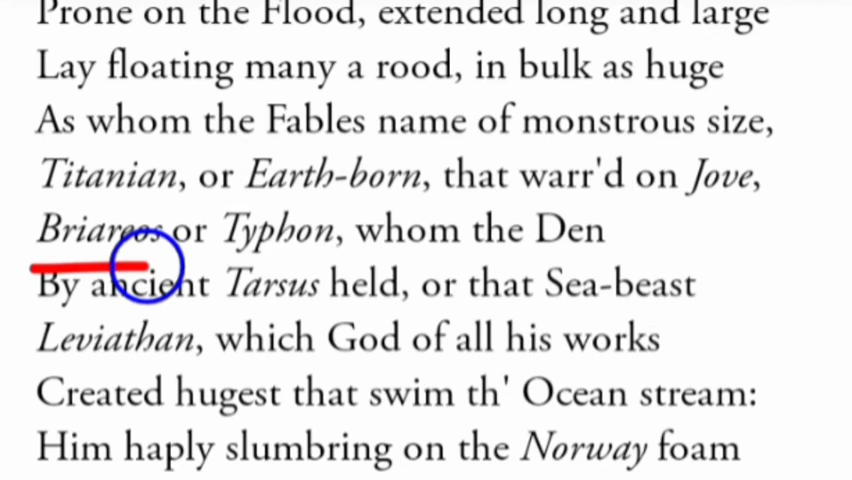 Prone on the Flood, extended long and large
Lay floating many a rood, in bulk as huge
As whom the Fables name of monstrous size,
Titanian, or Earth-born, that warr'd on Jove,
Briareos or Typhon, whom the Den
By ancient Tarsus held, or that Sea-beast
Leviathan, which God of all his works
Created hugest that swim th' Ocean stream:
Him haply slumbring on the Norway foam